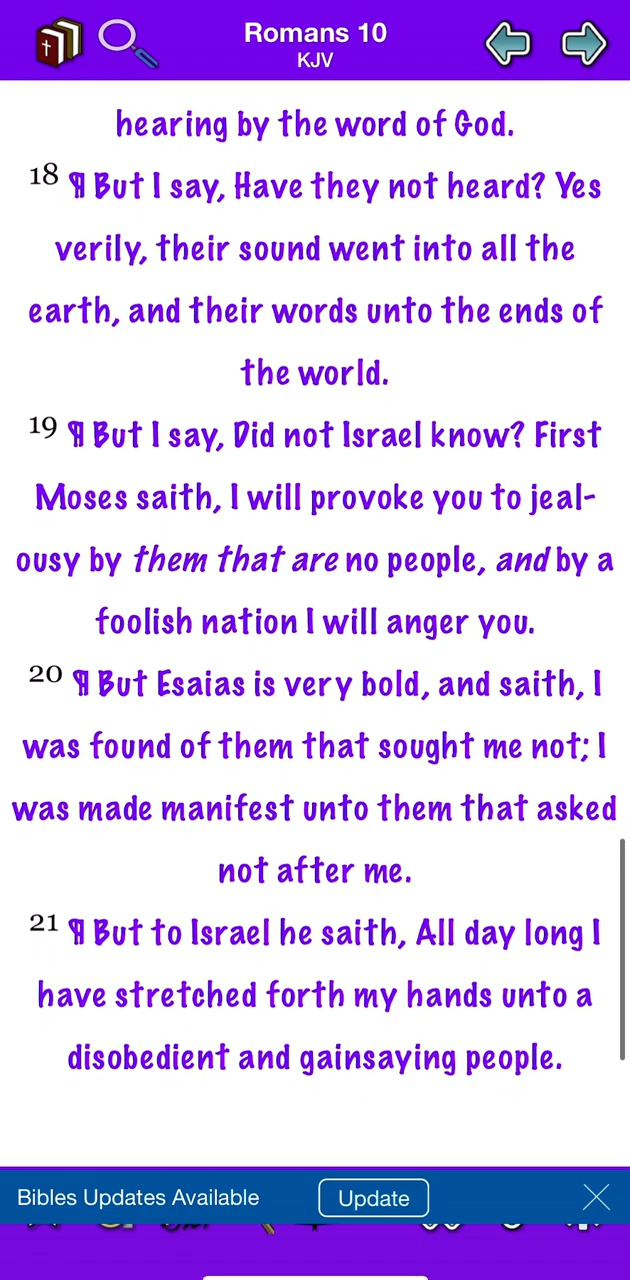 Romans 10
KJV
hearing by the word of God.
18 ¶ But I say, Have they not heard? Yes
verily, their sound went into all the
earth, and their words unto the ends of
the world.
19 ¶ But I say, Did not Israel know? First
Moses saith, I will provoke you to jeal-
ousy by them that are no people, and by a
foolish nation I will anger you.
20 ¶ But Esaias is very bold, and saith, I
was found of them that sought me not; I
was made manifest unto them that asked
not after me.
21 ¶ But to Israel he saith, All day long I
have stretched forth my hands unto a
disobedient and gainsaying people.
Bibles Updates Available
Update